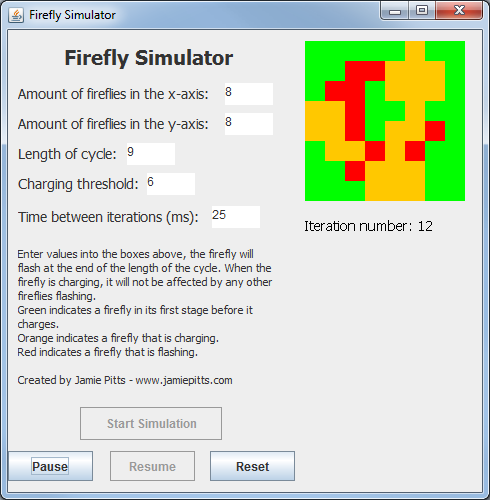 Firefly Simulator
Firefly Simulator
Amount of fireflies in the x-axis: 8
Amount of fireflies in the y-axis: 8
Length of cycle: 9
Charging threshold: 6
Time between iterations (ms): 25
Iteration number: 12
Enter values into the boxes above, the firefly will
flash at the end of the length of the cycle. When the
firefly is charging, it will not be affected by any other
fireflies flashing.
Green indicates a firefly in its first stage before it
charges.
Orange indicates a firefly that is charging.
Red indicates a firefly that is flashing.
Created by Jamie Pitts - www.jamiepitts.com
Start Simulation
Pause Resume Reset